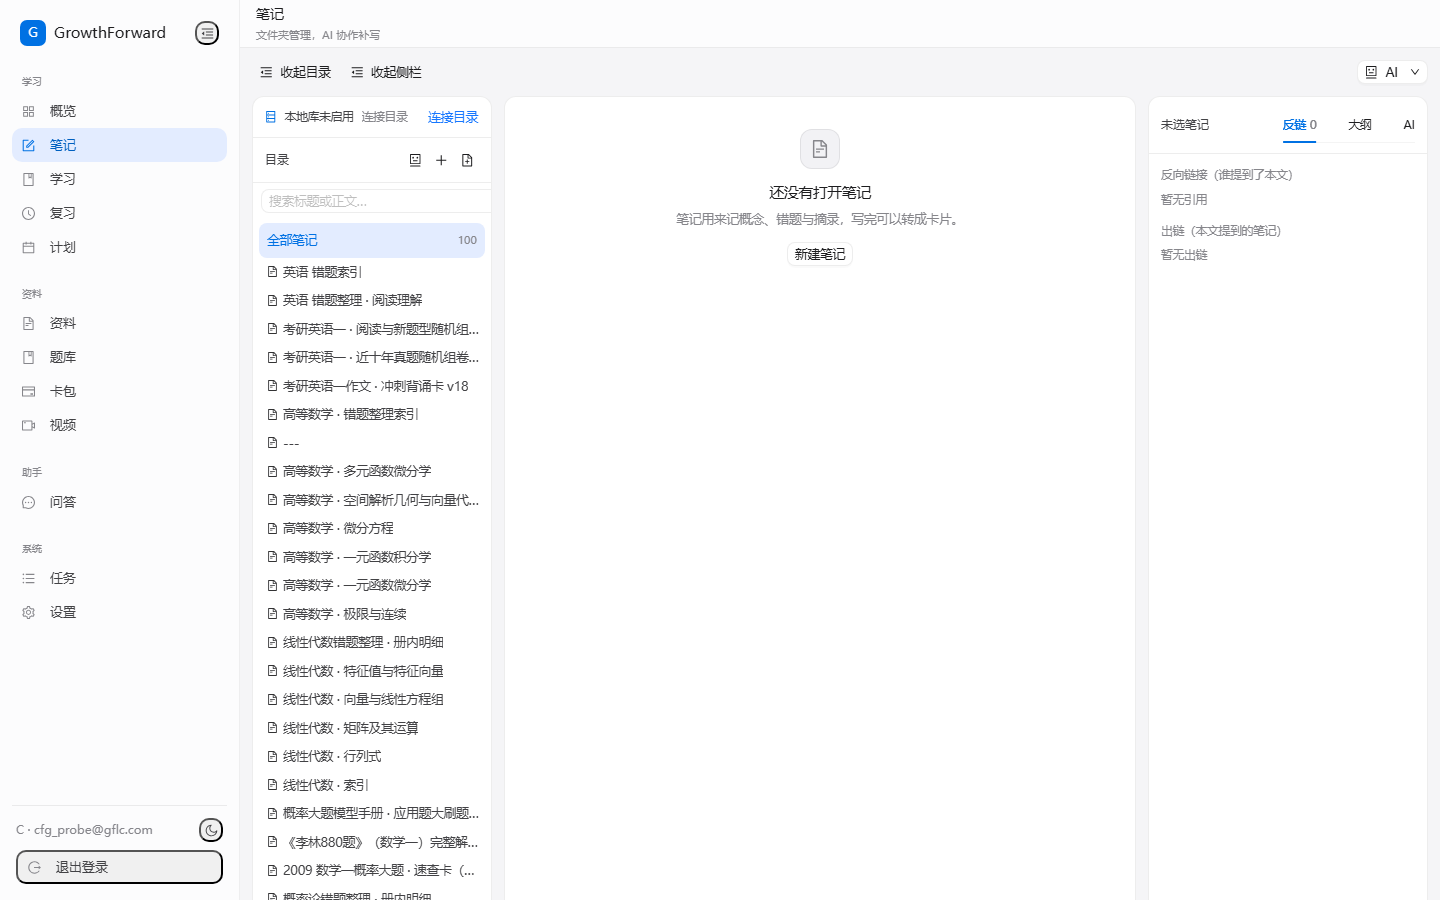 G GrowthForward
学习
概览
笔记
学习
复习
计划
资料
资料
题库
卡包
视频
助手
问答
系统
任务
设置
C · cfg_probe@gflc.com
退出登录
笔记
文件夹管理，AI 协作补写
收起目录 收起侧栏
AI
本地库未启用 连接目录 连接目录
目录
搜索标题或正文...
全部笔记 100
英语 错题索引
英语 错题整理 · 阅读理解
考研英语一 · 阅读与新题型随机组...
考研英语一 · 近十年真题随机组卷...
考研英语一作文 · 冲刺背诵卡 v18
高等数学 · 错题整理索引
---
高等数学 · 多元函数微分学
高等数学 · 空间解析几何与向量代...
高等数学 · 微分方程
高等数学 · 一元函数积分学
高等数学 · 一元函数微分学
高等数学 · 极限与连续
线性代数错题整理 · 册内明细
线性代数 · 特征值与特征向量
线性代数 · 向量与线性方程组
线性代数 · 矩阵及其运算
线性代数 · 行列式
线性代数 · 索引
概率大题模型手册 · 应用题大刷题...
《李林880题》（数学一）完整解...
2009 数学一概率大题 · 速查卡（...
概率论错题整理 · 册内明细
还没有打开笔记
笔记用来记概念、错题与摘录，写完可以转成卡片。
新建笔记
未选笔记 反链 0 大纲 AI
反向链接（谁提到了本文）
暂无引用
出链（本文提到的笔记）
暂无出链